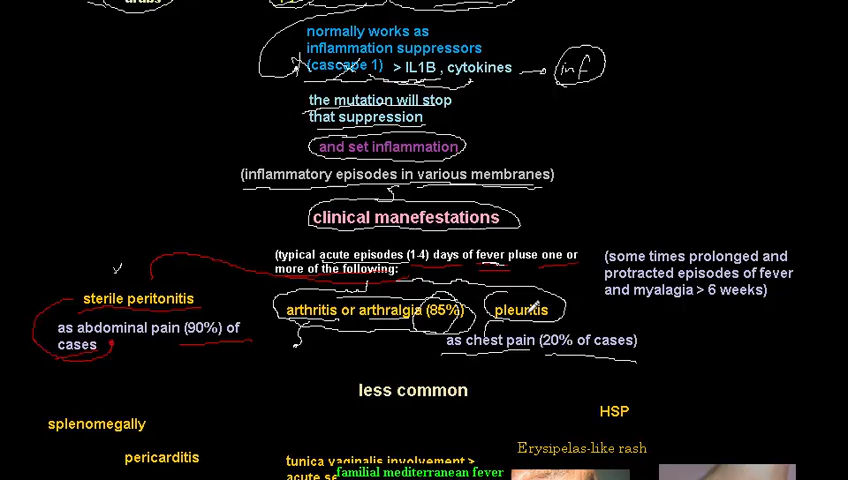 arabs
normally works as
inflammation suppressors
(cascape 1) > IL1B , cytokines
inf
the mutation will stop
that suppression
and set inflammation
(inflammatory episodes in various membranes)
clinical manefestations
(typical acute episodes (1-4) days of fever pluse one or
more of the following:
(some times prolonged and
protracted episodes of fever
and myalagia > 6 weeks)
sterile peritonitis
as abdominal pain (90%) of
cases
arthritis or arthralgia (85%)
pleuritis
as chest pain (20% of cases)
less common
splenomegally
HSP
pericarditis
Erysipelas-like rash
tunica vaginalis involvement >
acute
familial mediterranean fever